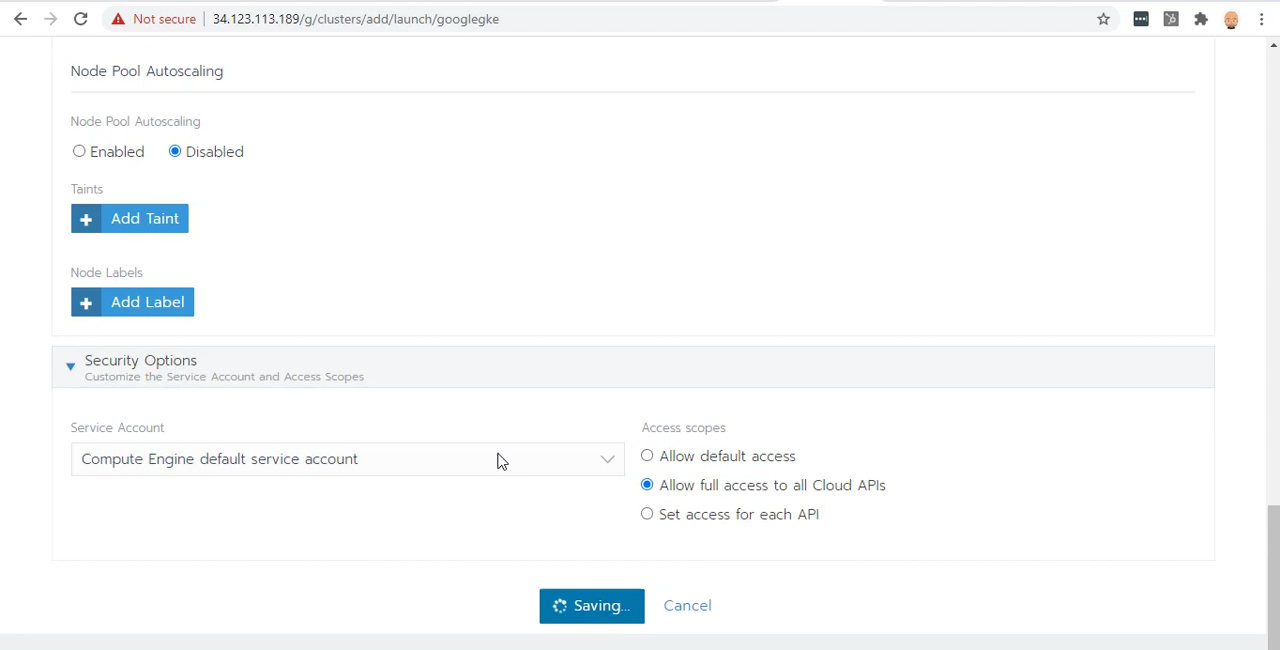 Not secure
34.123.113.189/g/clusters/add/launch/googlegke
Node Pool Autoscaling
Node Pool Autoscaling
Enabled
Disabled
Taints
+ Add Taint
Node Labels
+ Add Label
Security Options
Customize the Service Account and Access Scopes
Service Account
Compute Engine default service account
Access scopes
Allow default access
Allow full access to all Cloud APIs
Set access for each API
Saving...
Cancel